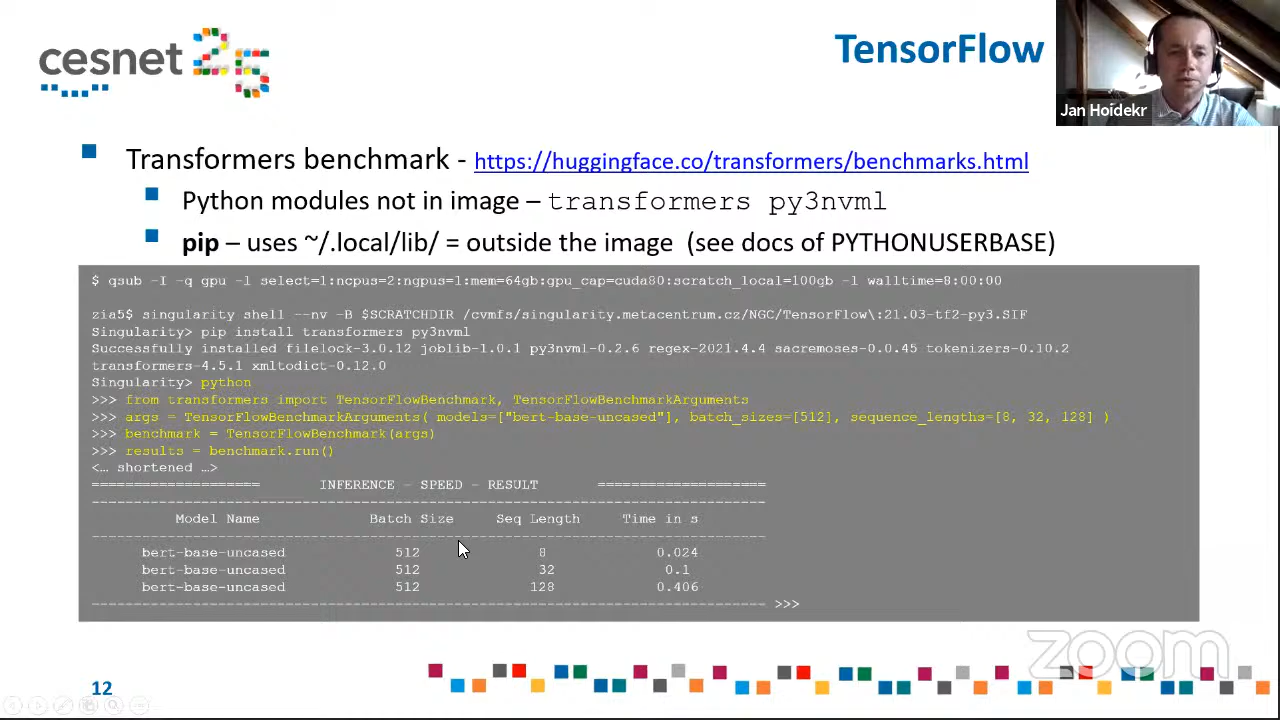 cesnet 25
TensorFlow
Jan Hoidekr
Transformers benchmark - https://huggingface.co/transformers/benchmarks.html
Python modules not in image – transformers py3nvml
pip – uses ~/.local/lib/ = outside the image (see docs of PYTHONUSERBASE)
$ qsub -I -q gpu -l select=1:ncpus=2:ngpus=1:mem=64gb:gpu_cap=cuda80:scratch_local=100gb -l walltime=8:00:00
zia5$ singularity shell --nv -B $SCRATCHDIR /cvmfs/singularity.metacentrum.cz/NGC/TensorFlow\:21.03-tf2-py3.SIF
Singularity> pip install transformers py3nvml
Successfully installed filelock-3.0.12 joblib-1.0.1 py3nvml-0.2.6 regex-2021.4.4 sacremoses-0.0.45 tokenizers-0.10.2
transformers-4.5.1 xmltodict-0.12.0
Singularity> python
>>> from transformers import TensorFlowBenchmark, TensorFlowBenchmarkArguments
>>> args = TensorFlowBenchmarkArguments( models=["bert-base-uncased"], batch_sizes=[512], sequence_lengths=[8, 32, 128] )
>>> benchmark = TensorFlowBenchmark(args)
>>> results = benchmark.run()
<… shortened …>
==================== INFERENCE - SPEED - RESULT ====================
--------------------------------------------------------------------------------
Model Name Batch Size Seq Length Time in s
--------------------------------------------------------------------------------
bert-base-uncased 512 8 0.024
bert-base-uncased 512 32 0.1
bert-base-uncased 512 128 0.406
-------------------------------------------------------------------------------- >>>
zoom
12